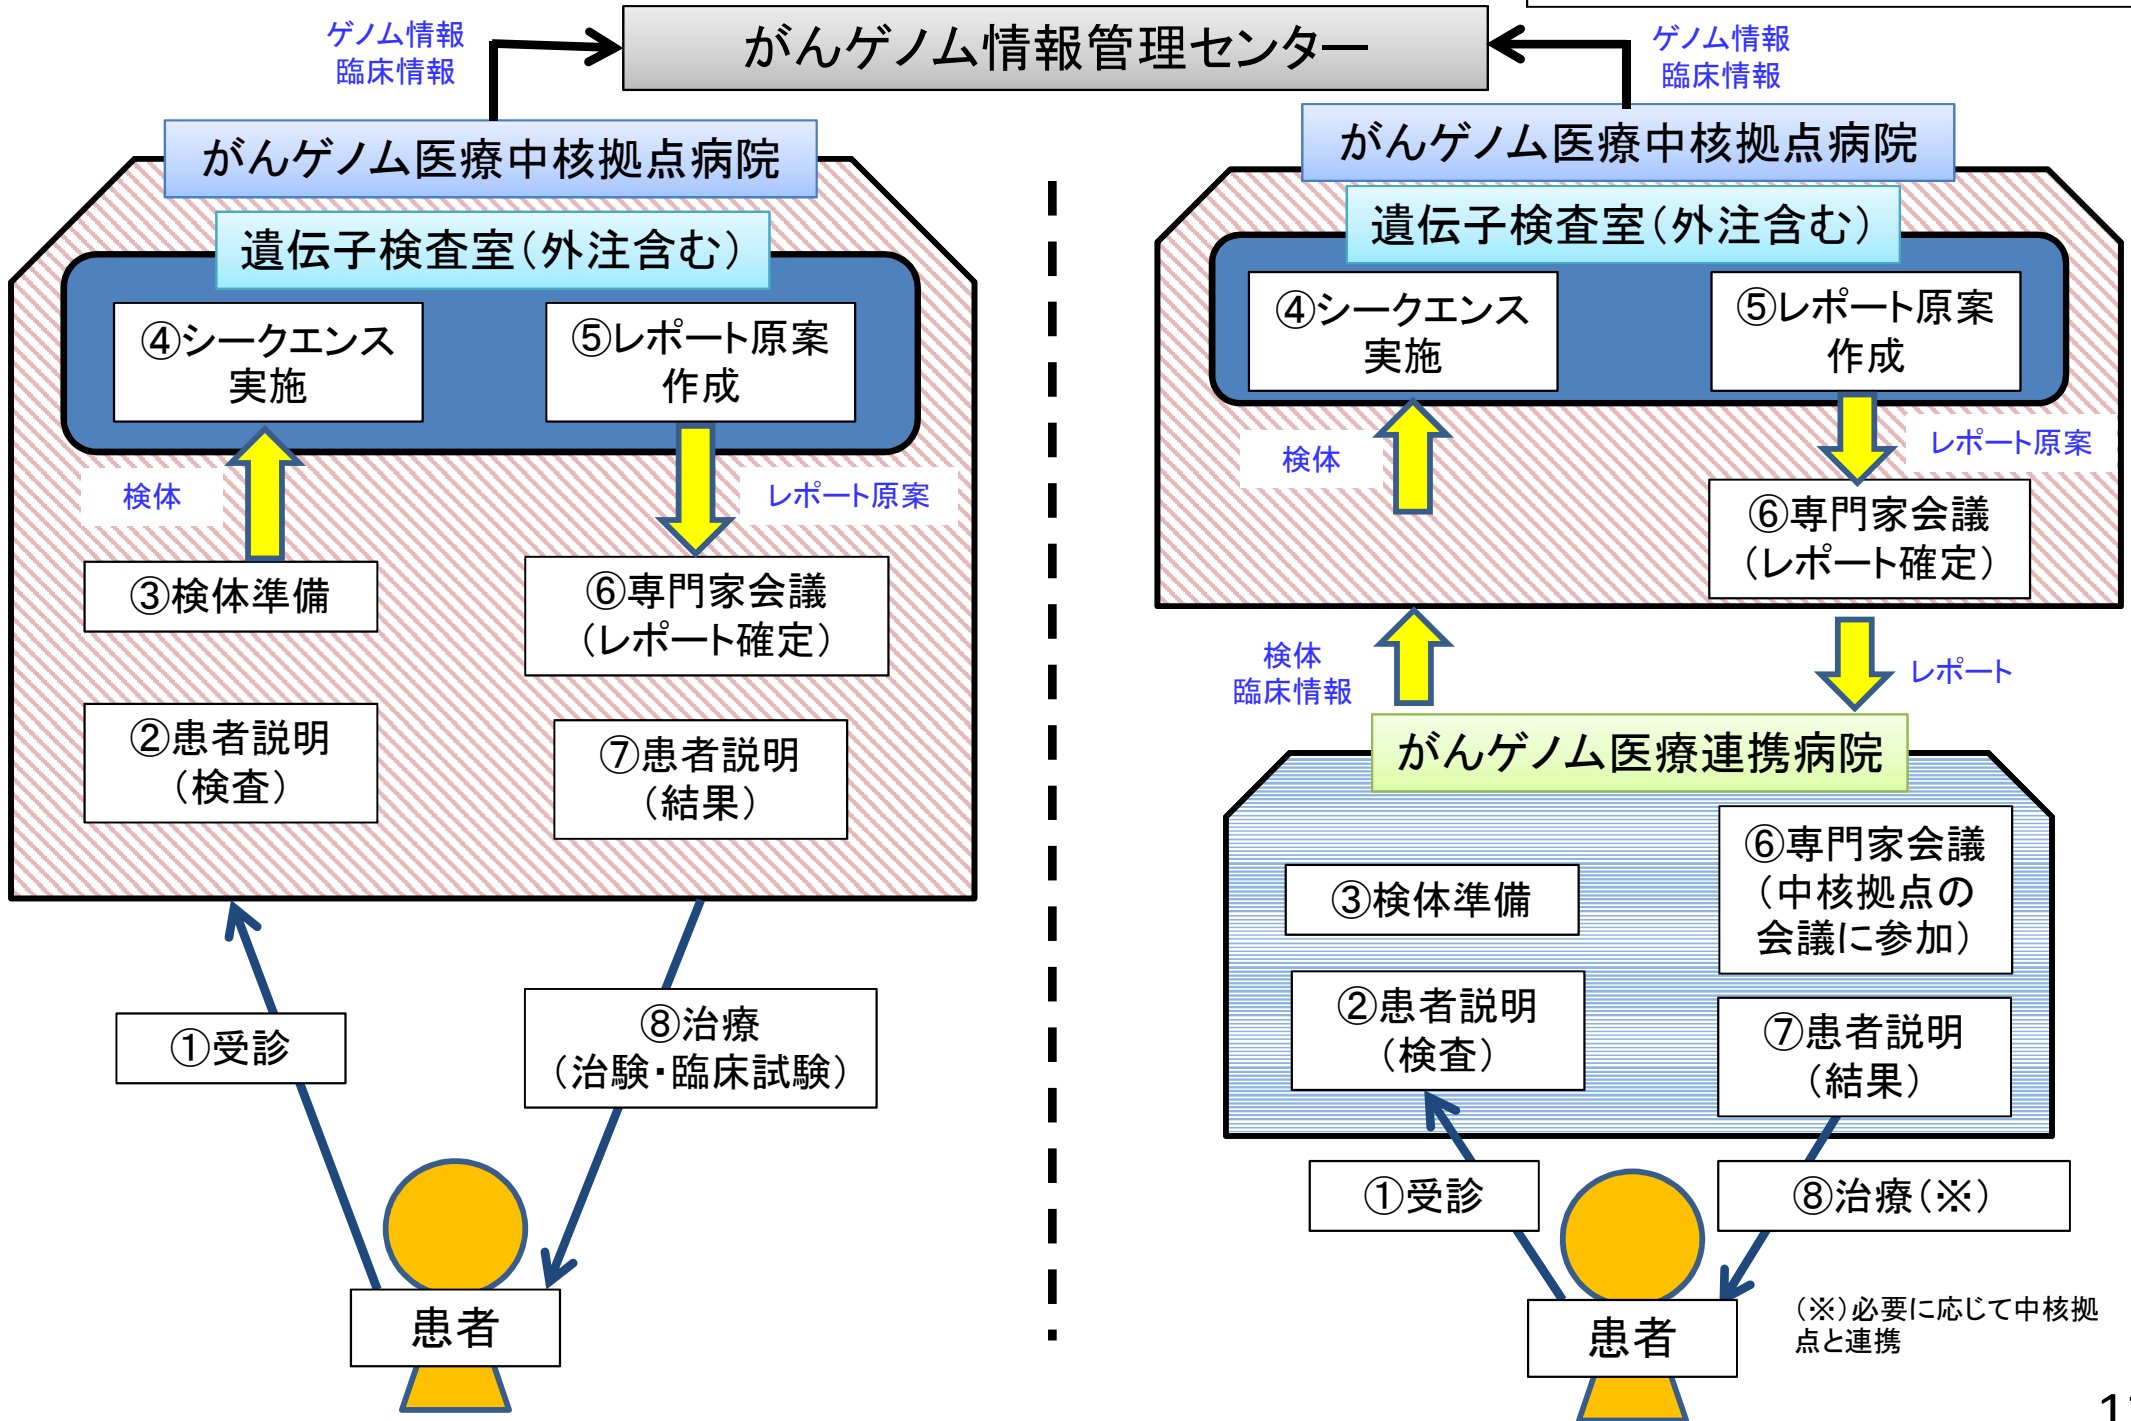 ゲノム情報
臨床情報
がんゲノム情報管理センター
ゲノム情報
臨床情報
がんゲノム医療中核拠点病院
遺伝子検査室（外注含む）
④シークエンス
実施
⑤レポート原案
作成
検体
レポート原案
③検体準備
⑥専門家会議
（レポート確定）
②患者説明
（検査）
⑦患者説明
（結果）
①受診
⑧治療
（治験・臨床試験）
患者
がんゲノム医療中核拠点病院
遺伝子検査室（外注含む）
④シークエンス
実施
⑤レポート原案
作成
検体
レポート原案
⑥専門家会議
（レポート確定）
検体
臨床情報
レポート
がんゲノム医療連携病院
③検体準備
⑥専門家会議
（中核拠点の
会議に参加）
②患者説明
（検査）
⑦患者説明
（結果）
①受診
⑧治療（※）
患者
（※）必要に応じて中核拠
点と連携